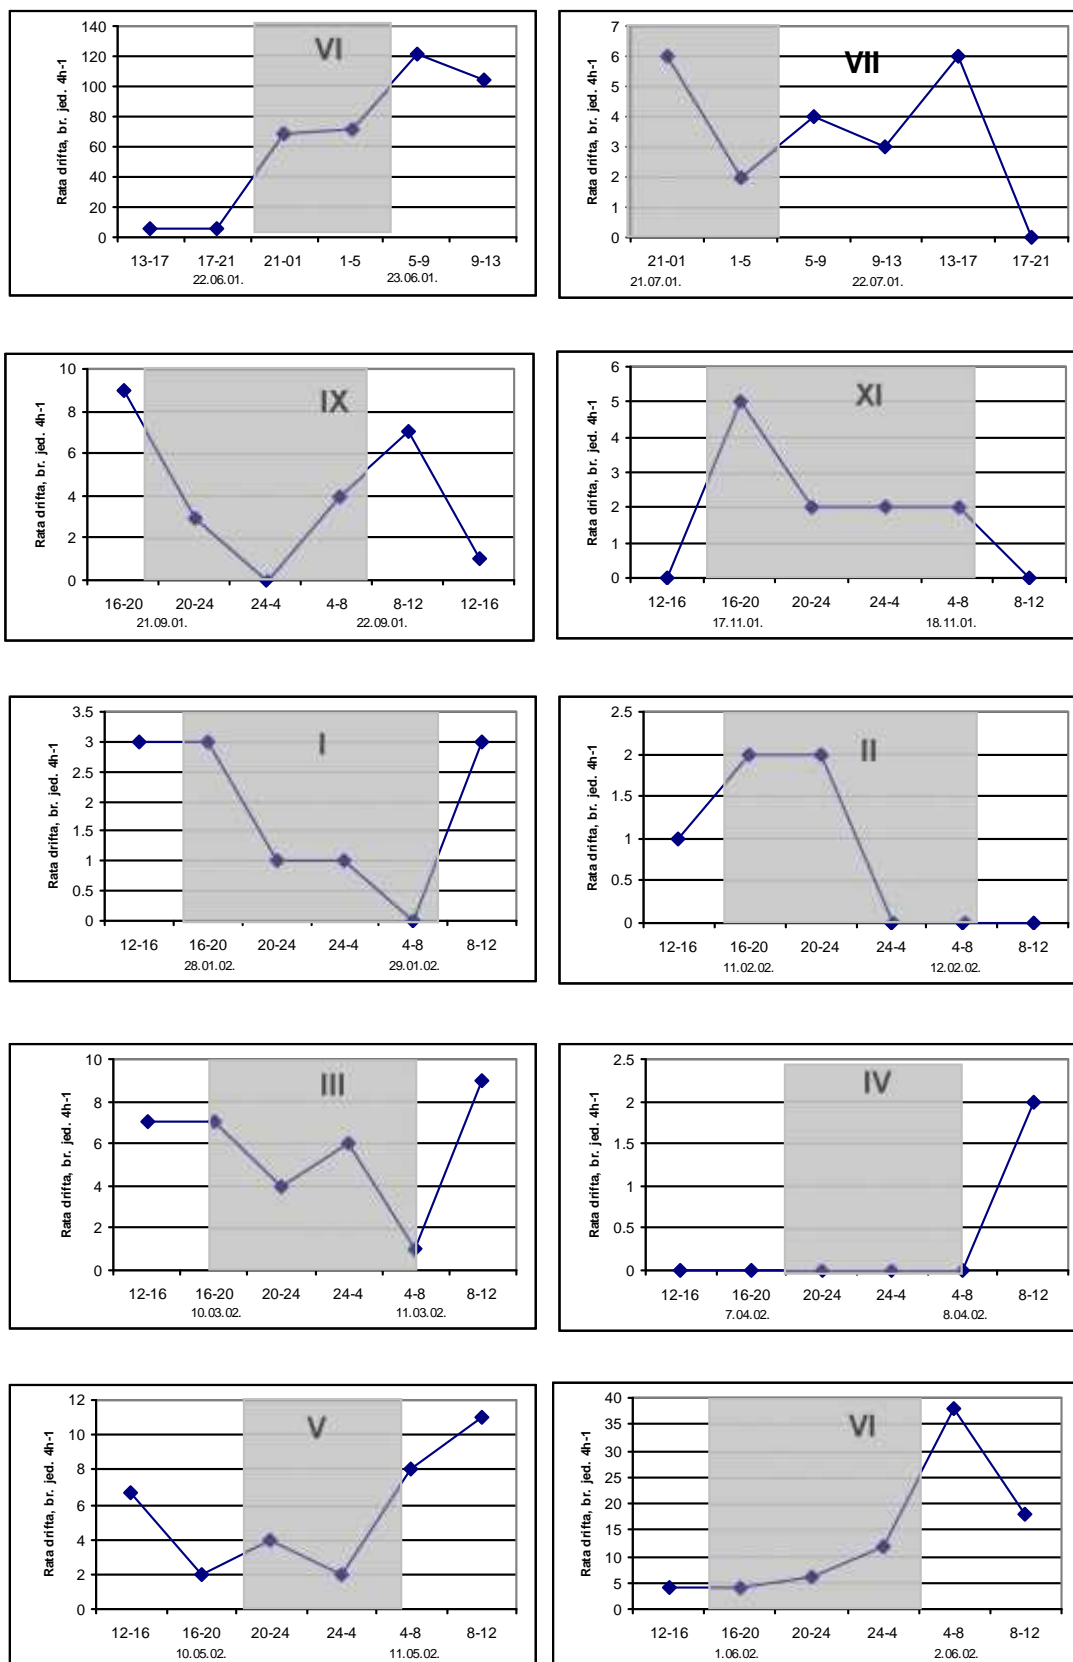 Rata drifta, br. jed. 4h-1
VI
140
120
100
80
60
40
20
0
13-17 17-21 21-01 1-5 5-9 9-13
22.06.01. 23.06.01.
Rata drifta, br. jed. 4h-1
VII
7
6
5
4
3
2
1
0
21-01 1-5 5-9 9-13 13-17 17-21
21.07.01. 22.07.01.
Rata drifta, br. jed. 4h-1
IX
10
8
6
4
2
0
16-20 20-24 24-4 4-8 8-12 12-16
21.09.01. 22.09.01.
Rata drifta, br. jed. 4h-1
XI
6
5
4
3
2
1
0
12-16 16-20 20-24 24-4 4-8 8-12
17.11.01. 18.11.01.
Rata drifta, br. jed. 4h-1
I
3.5
3
2.5
2
1.5
1
0.5
0
12-16 16-20 20-24 24-4 4-8 8-12
28.01.02. 29.01.02.
Rata drifta, br. jed. 4h-1
II
2.5
2
1.5
1
0.5
0
12-16 16-20 20-24 24-4 4-8 8-12
11.02.02. 12.02.02.
Rata drifta, br. jed. 4h-1
III
10
8
6
4
2
0
12-16 16-20 20-24 24-4 4-8 8-12
10.03.02. 11.03.02.
Rata drifta, br. jed. 4h-1
IV
2.5
2
1.5
1
0.5
0
12-16 16-20 20-24 24-4 4-8 8-12
7.04.02. 8.04.02.
Rata drifta, br. jed. 4h-1
V
12
10
8
6
4
2
0
12-16 16-20 20-24 24-4 4-8 8-12
10.05.02. 11.05.02.
Rata drifta, br. jed. 4h-1
VI
40
35
30
25
20
15
10
5
0
12-16 16-20 20-24 24-4 4-8 8-12
1.06.02. 2.06.02.